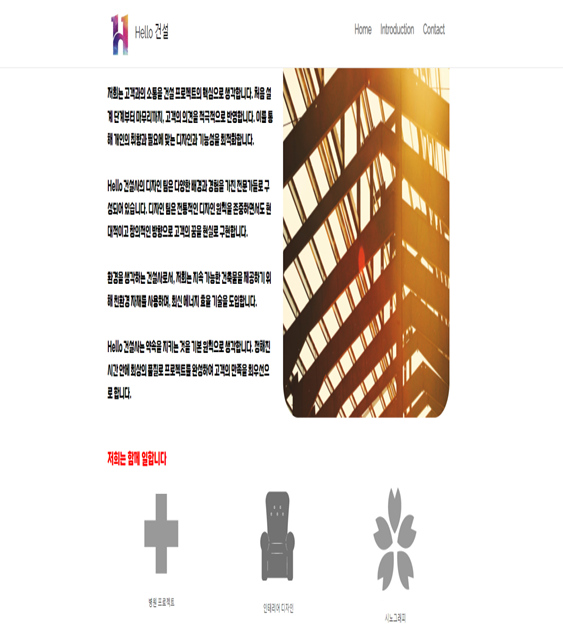 Hello 건설
Home Introduction Contact
저희는 고객과의 소통을 건설 프로젝트의 핵심으로 생각합니다. 처음 설
계 단계부터 마무리까지, 고객의 의견을 적극적으로 반영합니다. 이를 통
해 개인의 취향과 필요에 맞는 디자인과 기능성을 최적화합니다.
Hello 건설사의 디자인 팀은 다양한 배경과 경험을 가진 전문가들로 구
성되어 있습니다. 디자인 팀은 전통적인 디자인 원칙을 존중하면서도 현
대적이고 창의적인 방향으로 고객의 꿈을 현실로 구현합니다.
환경을 생각하는 건설사로서, 저희는 지속 가능한 건축물을 제공하기 위
해 친환경 자재를 사용하며, 최신 에너지 효율 기술을 도입합니다.
Hello 건설사는 약속을 지키는 것을 기본 원칙으로 생각합니다. 정해진
시간 안에 최상의 품질로 프로젝트를 완성하여 고객의 만족을 최우선으
로 합니다.
저희는 함께 일합니다
병원 프로젝트
인테리어 디자인
시노그래피